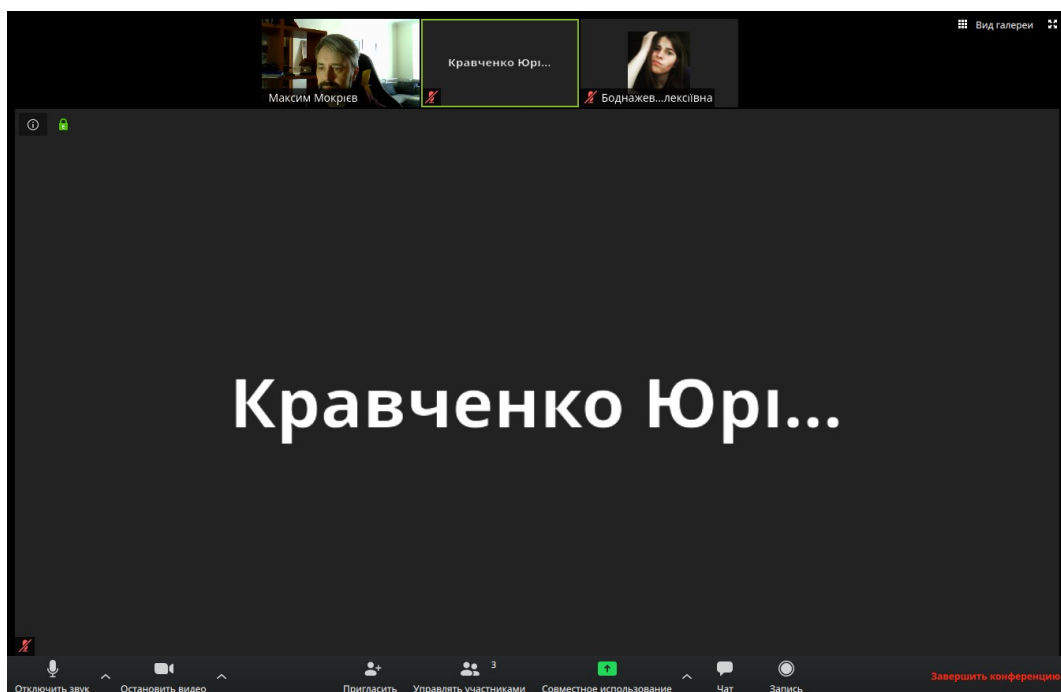 Вид галереи
Кравченко Юрі...
Максим Мокрієв
Боднажев...лексіївна
Кравченко Юрі...
3
Отключить звук
Остановить видео
Пригласить
Управлять участниками
Совместное использование
Чат
Запись
Завершить конференцию